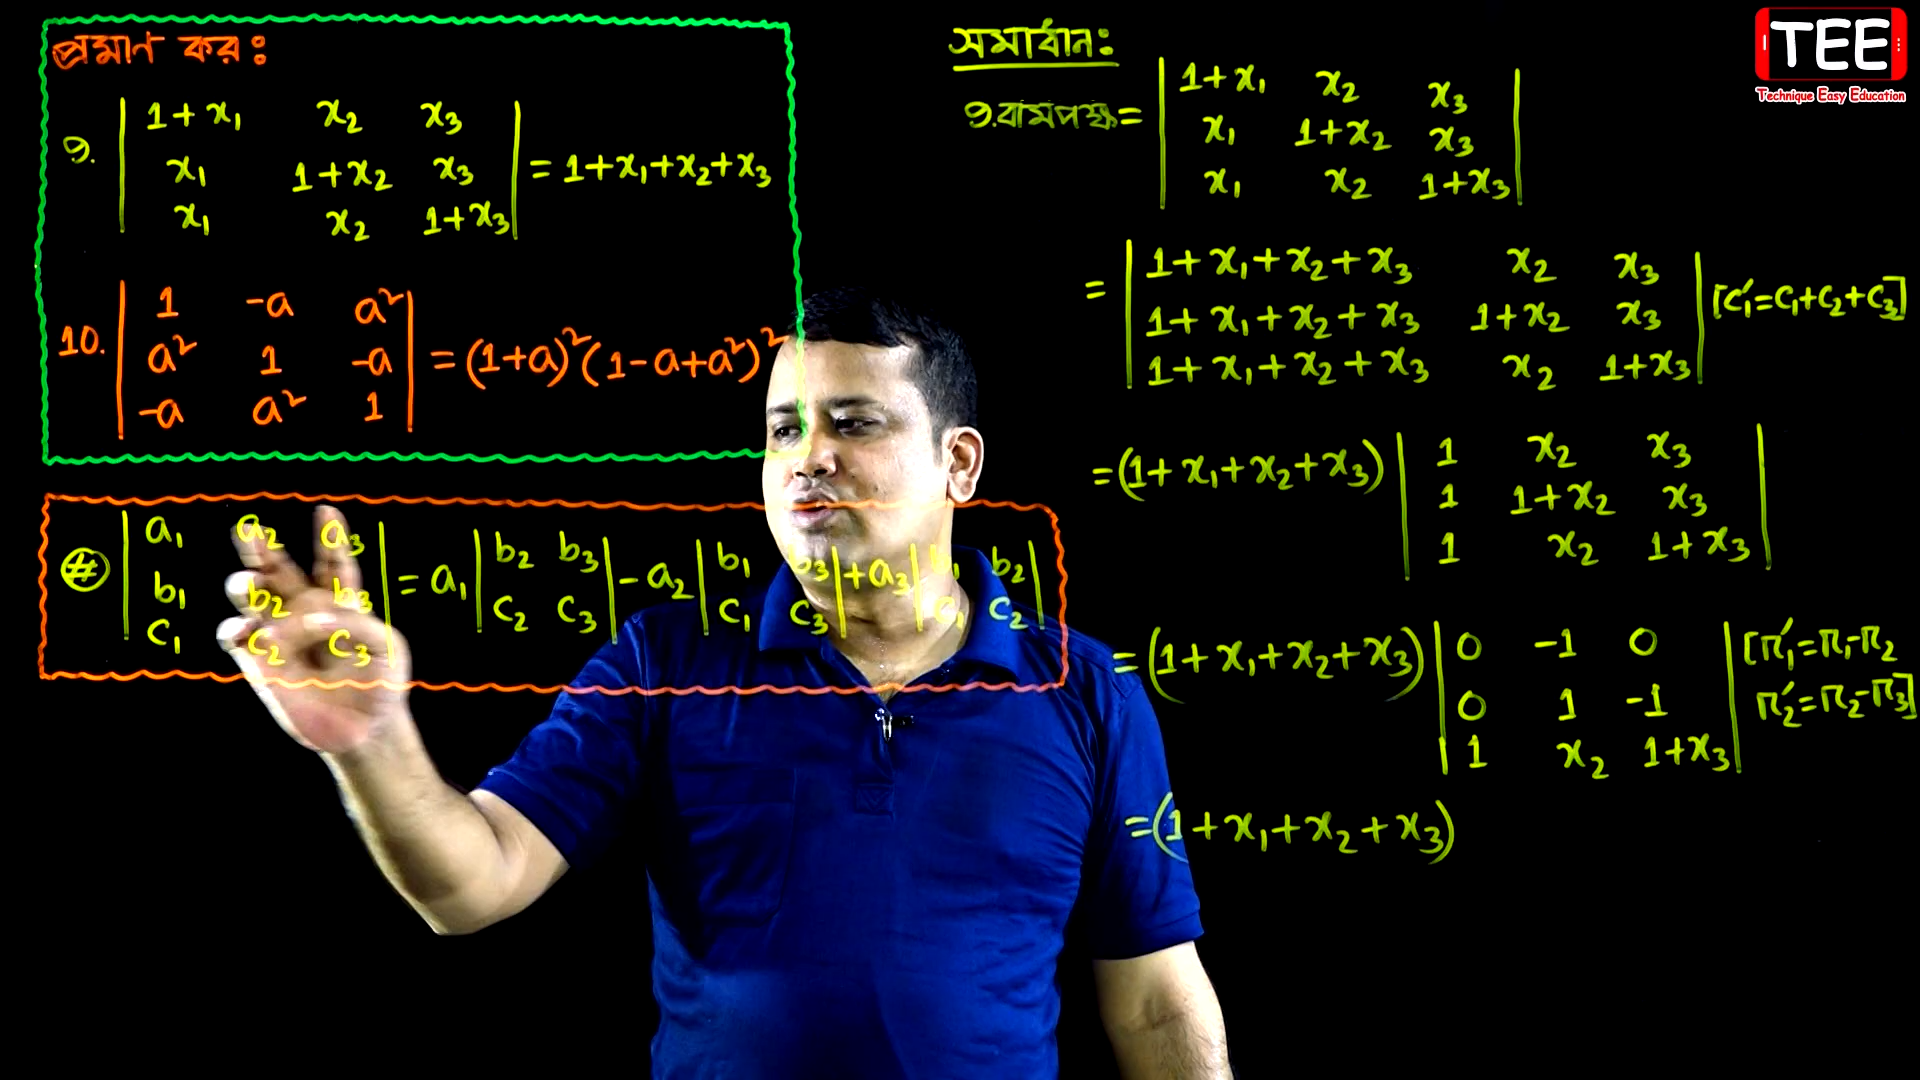 প্রমাণ কর:
9. | 1+x₁ x₂ x₃ |
| x₁ 1+x₂ x₃ | = 1+x₁+x₂+x₃
| x₁ x₂ 1+x₃ |
10. | 1 -a a² |
| a² 1 -a | = (1+a)²(1-a+a²)²
| -a a² 1 |
# | a₁ a₂ a₃ |
| b₁ b₂ b₃ | = a₁ | b₂ b₃ | - a₂ | b₁ b₃ | + a₃ | b₁ b₂ |
| c₁ c₂ c₃ | | c₂ c₃ | | c₁ c₃ | | c₁ c₂ |
সমাধান:
9. বামপক্ষ = | 1+x₁ x₂ x₃ |
| x₁ 1+x₂ x₃ |
| x₁ x₂ 1+x₃ |
= | 1+x₁+x₂+x₃ x₂ x₃ |
| 1+x₁+x₂+x₃ 1+x₂ x₃ | [c₁′=c₁+c₂+c₃]
| 1+x₁+x₂+x₃ x₂ 1+x₃ |
=(1+x₁+x₂+x₃) | 1 x₂ x₃ |
| 1 1+x₂ x₃ |
| 1 x₂ 1+x₃ |
=(1+x₁+x₂+x₃) | 0 -1 0 | [r₁′=r₁-r₂
| 0 1 -1 | r₂′=r₂-r₃]
| 1 x₂ 1+x₃ |
=(1+x₁+x₂+x₃)
TEE
Technique Easy Education